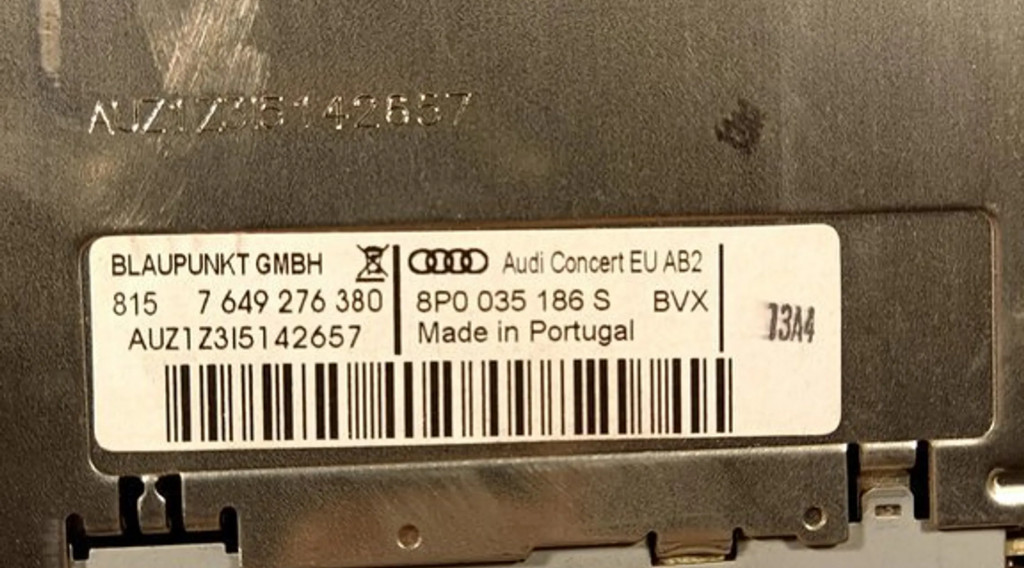 AUZ1Z3I5142657
BLAUPUNKT GMBH
815 7 649 276 380
AUZ1Z3I5142657
Audi Concert EU AB2
8P0 035 186 S BVX
Made in Portugal
73A4